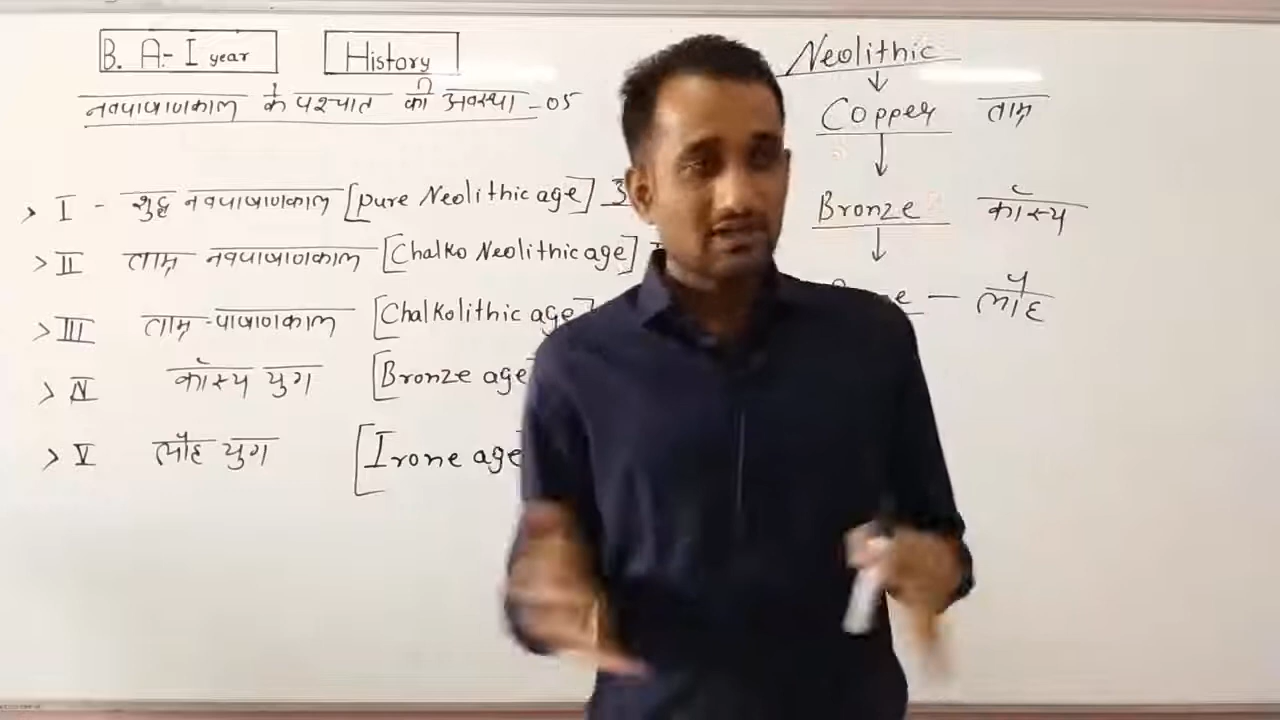 B. A.- I year
History
नवपाषाणकाल के पश्चात की अवस्था - 05
> I - शुद्ध नवपाषाणकाल [pure Neolithic age]
> II ताम्र नवपाषाणकाल [Chalko Neolithic age]
> III ताम्र-पाषाणकाल [Chalkolithic age]
> IV काँस्य युग [Bronze age
> V लौह युग [Irone age
Neolithic
↓
Copper ताम्र
↓
Bronze काँस्य
↓
— लौह